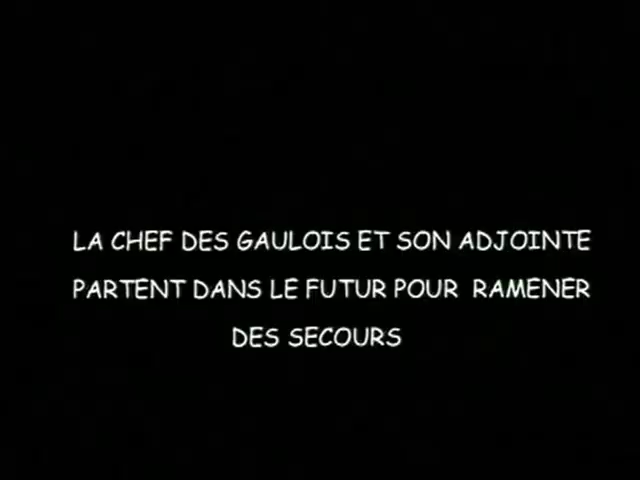 LA CHEF DES GAULOIS ET SON ADJOINTE
PARTENT DANS LE FUTUR POUR RAMENER
DES SECOURS